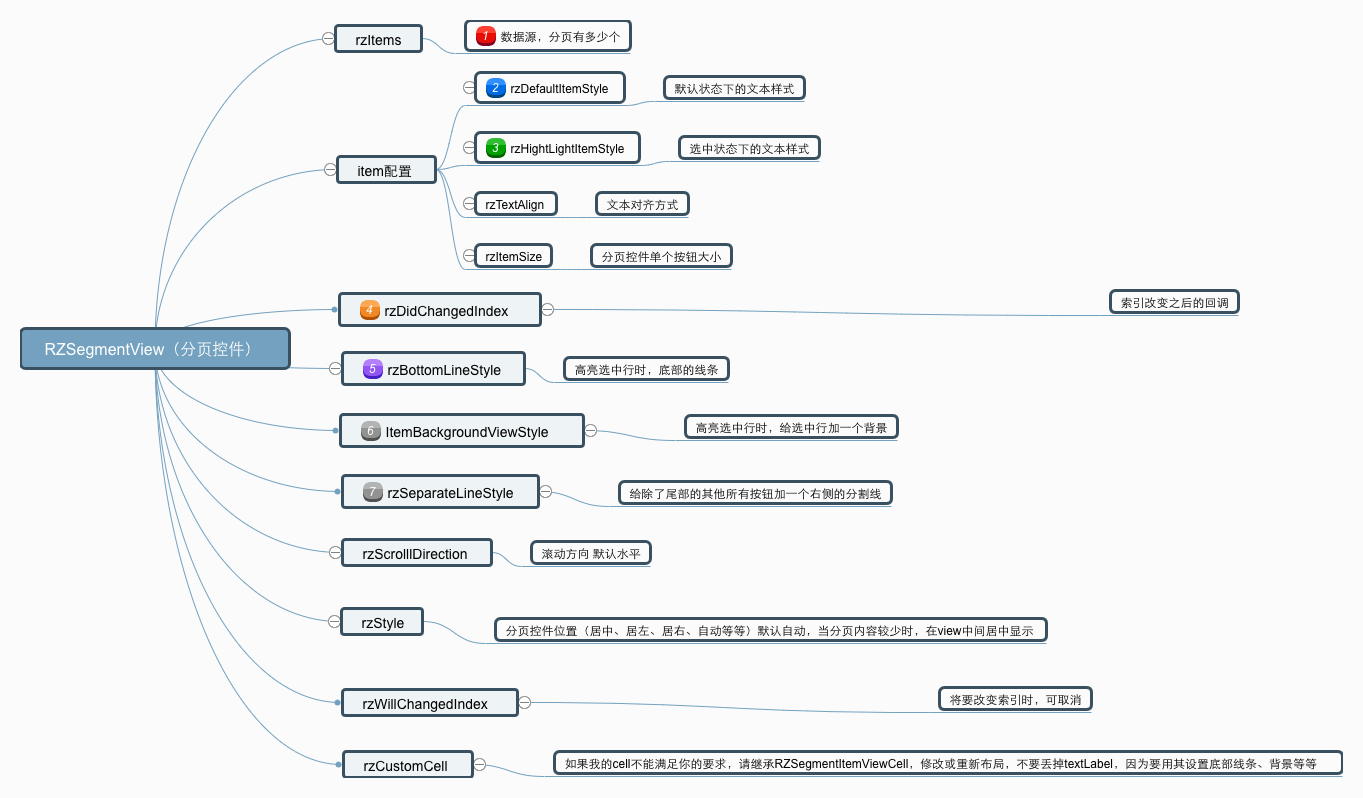 RZSegmentView（分页控件）
rzItems
1 数据源，分页有多少个
item配置
2 rzDefaultItemStyle
默认状态下的文本样式
3 rzHightLightItemStyle
选中状态下的文本样式
rzTextAlign
文本对齐方式
rzItemSize
分页控件单个按钮大小
4 rzDidChangedIndex
索引改变之后的回调
5 rzBottomLineStyle
高亮选中行时，底部的线条
6 ItemBackgroundViewStyle
高亮选中行时，给选中行加一个背景
7 rzSeparateLineStyle
给除了尾部的其他所有按钮加一个右侧的分割线
rzScrolllDirection
滚动方向 默认水平
rzStyle
分页控件位置（居中、居左、居右、自动等等）默认自动，当分页内容较少时，在view中间居中显示
rzWillChangedIndex
将要改变索引时，可取消
rzCustomCell
如果我的cell不能满足你的要求，请继承RZSegmentItemViewCell，修改或重新布局，不要丢掉textLabel，因为要用其设置底部线条、背景等等